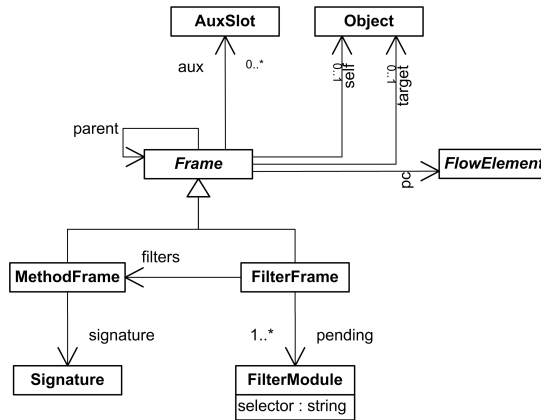 AuxSlot
Object
aux
0..*
0..1
self
0..1
target
parent
Frame
pc
FlowElement
filters
MethodFrame
FilterFrame
signature
1..*
pending
Signature
FilterModule
selector : string